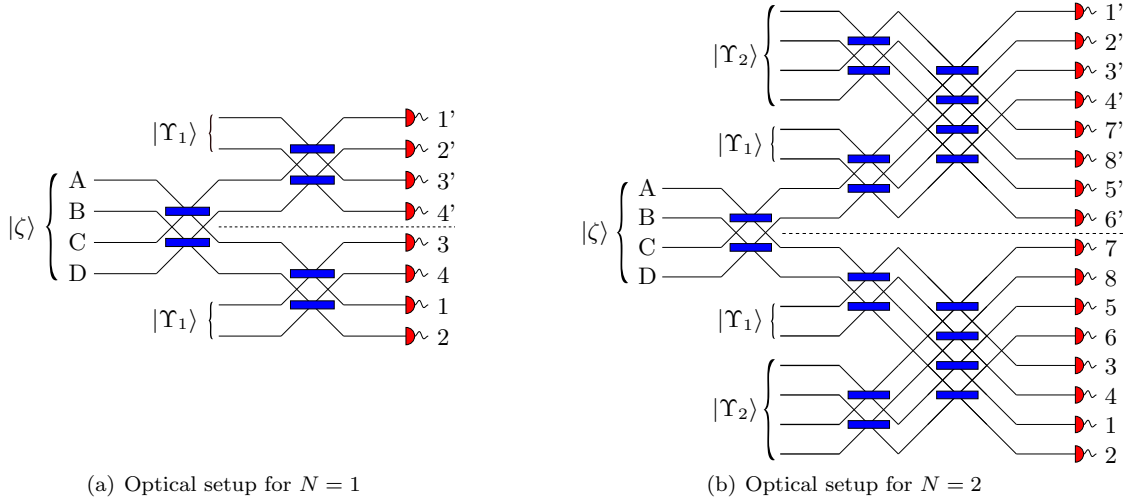 |Υ₁⟩
|ζ⟩
A
B
C
D
|Υ₁⟩
1'
2'
3'
4'
3
4
1
2
(a) Optical setup for N = 1
|Υ₂⟩
|Υ₁⟩
|ζ⟩
A
B
C
D
|Υ₁⟩
|Υ₂⟩
1'
2'
3'
4'
7'
8'
5'
6'
7
8
5
6
3
4
1
2
(b) Optical setup for N = 2